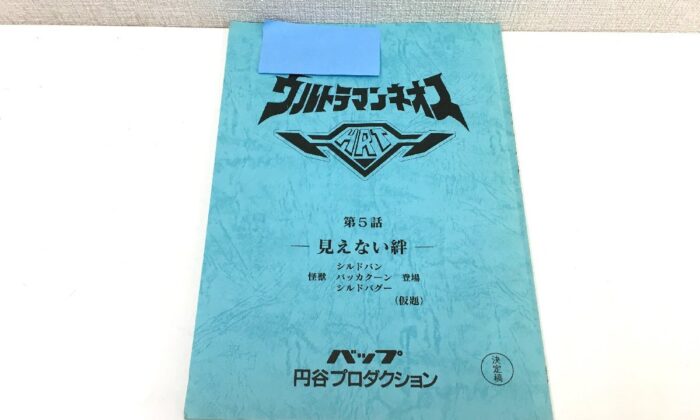 ウルトラマンネオス
HRT
第5話
― 見えない絆 ―
シルドバン
怪獣 バッカクーン 登場
シルドバグー
(仮題)
バップ
円谷プロダクション
決定稿